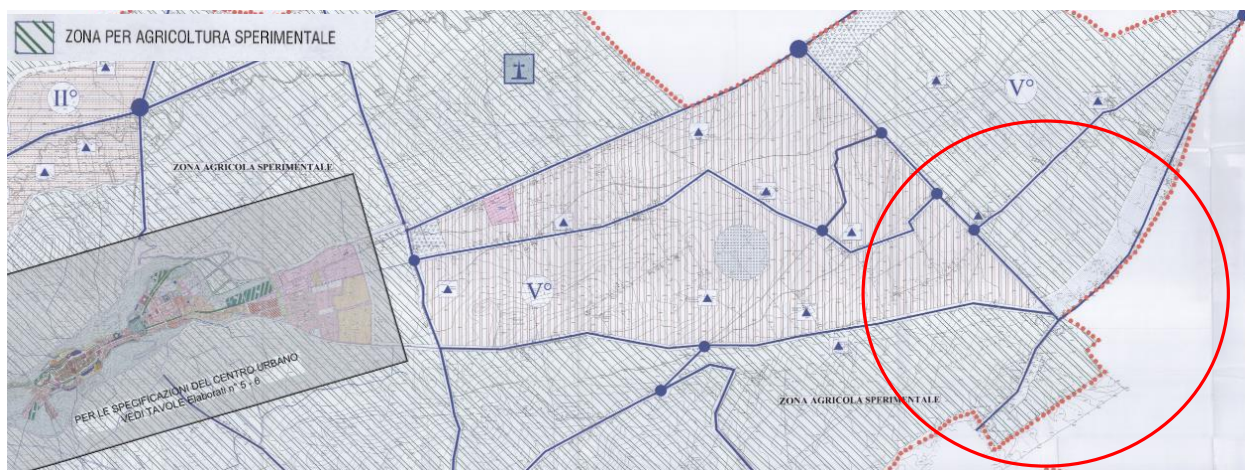 ZONA PER AGRICOLTURA SPERIMENTALE
II°
V°
ZONA AGRICOLA SPERIMENTALE
V°
PER LE SPECIFICAZIONI DEL CENTRO URBANO
VEDI TAVOLE Elaborati n° 5 - 6
ZONA AGRICOLA SPERIMENTALE